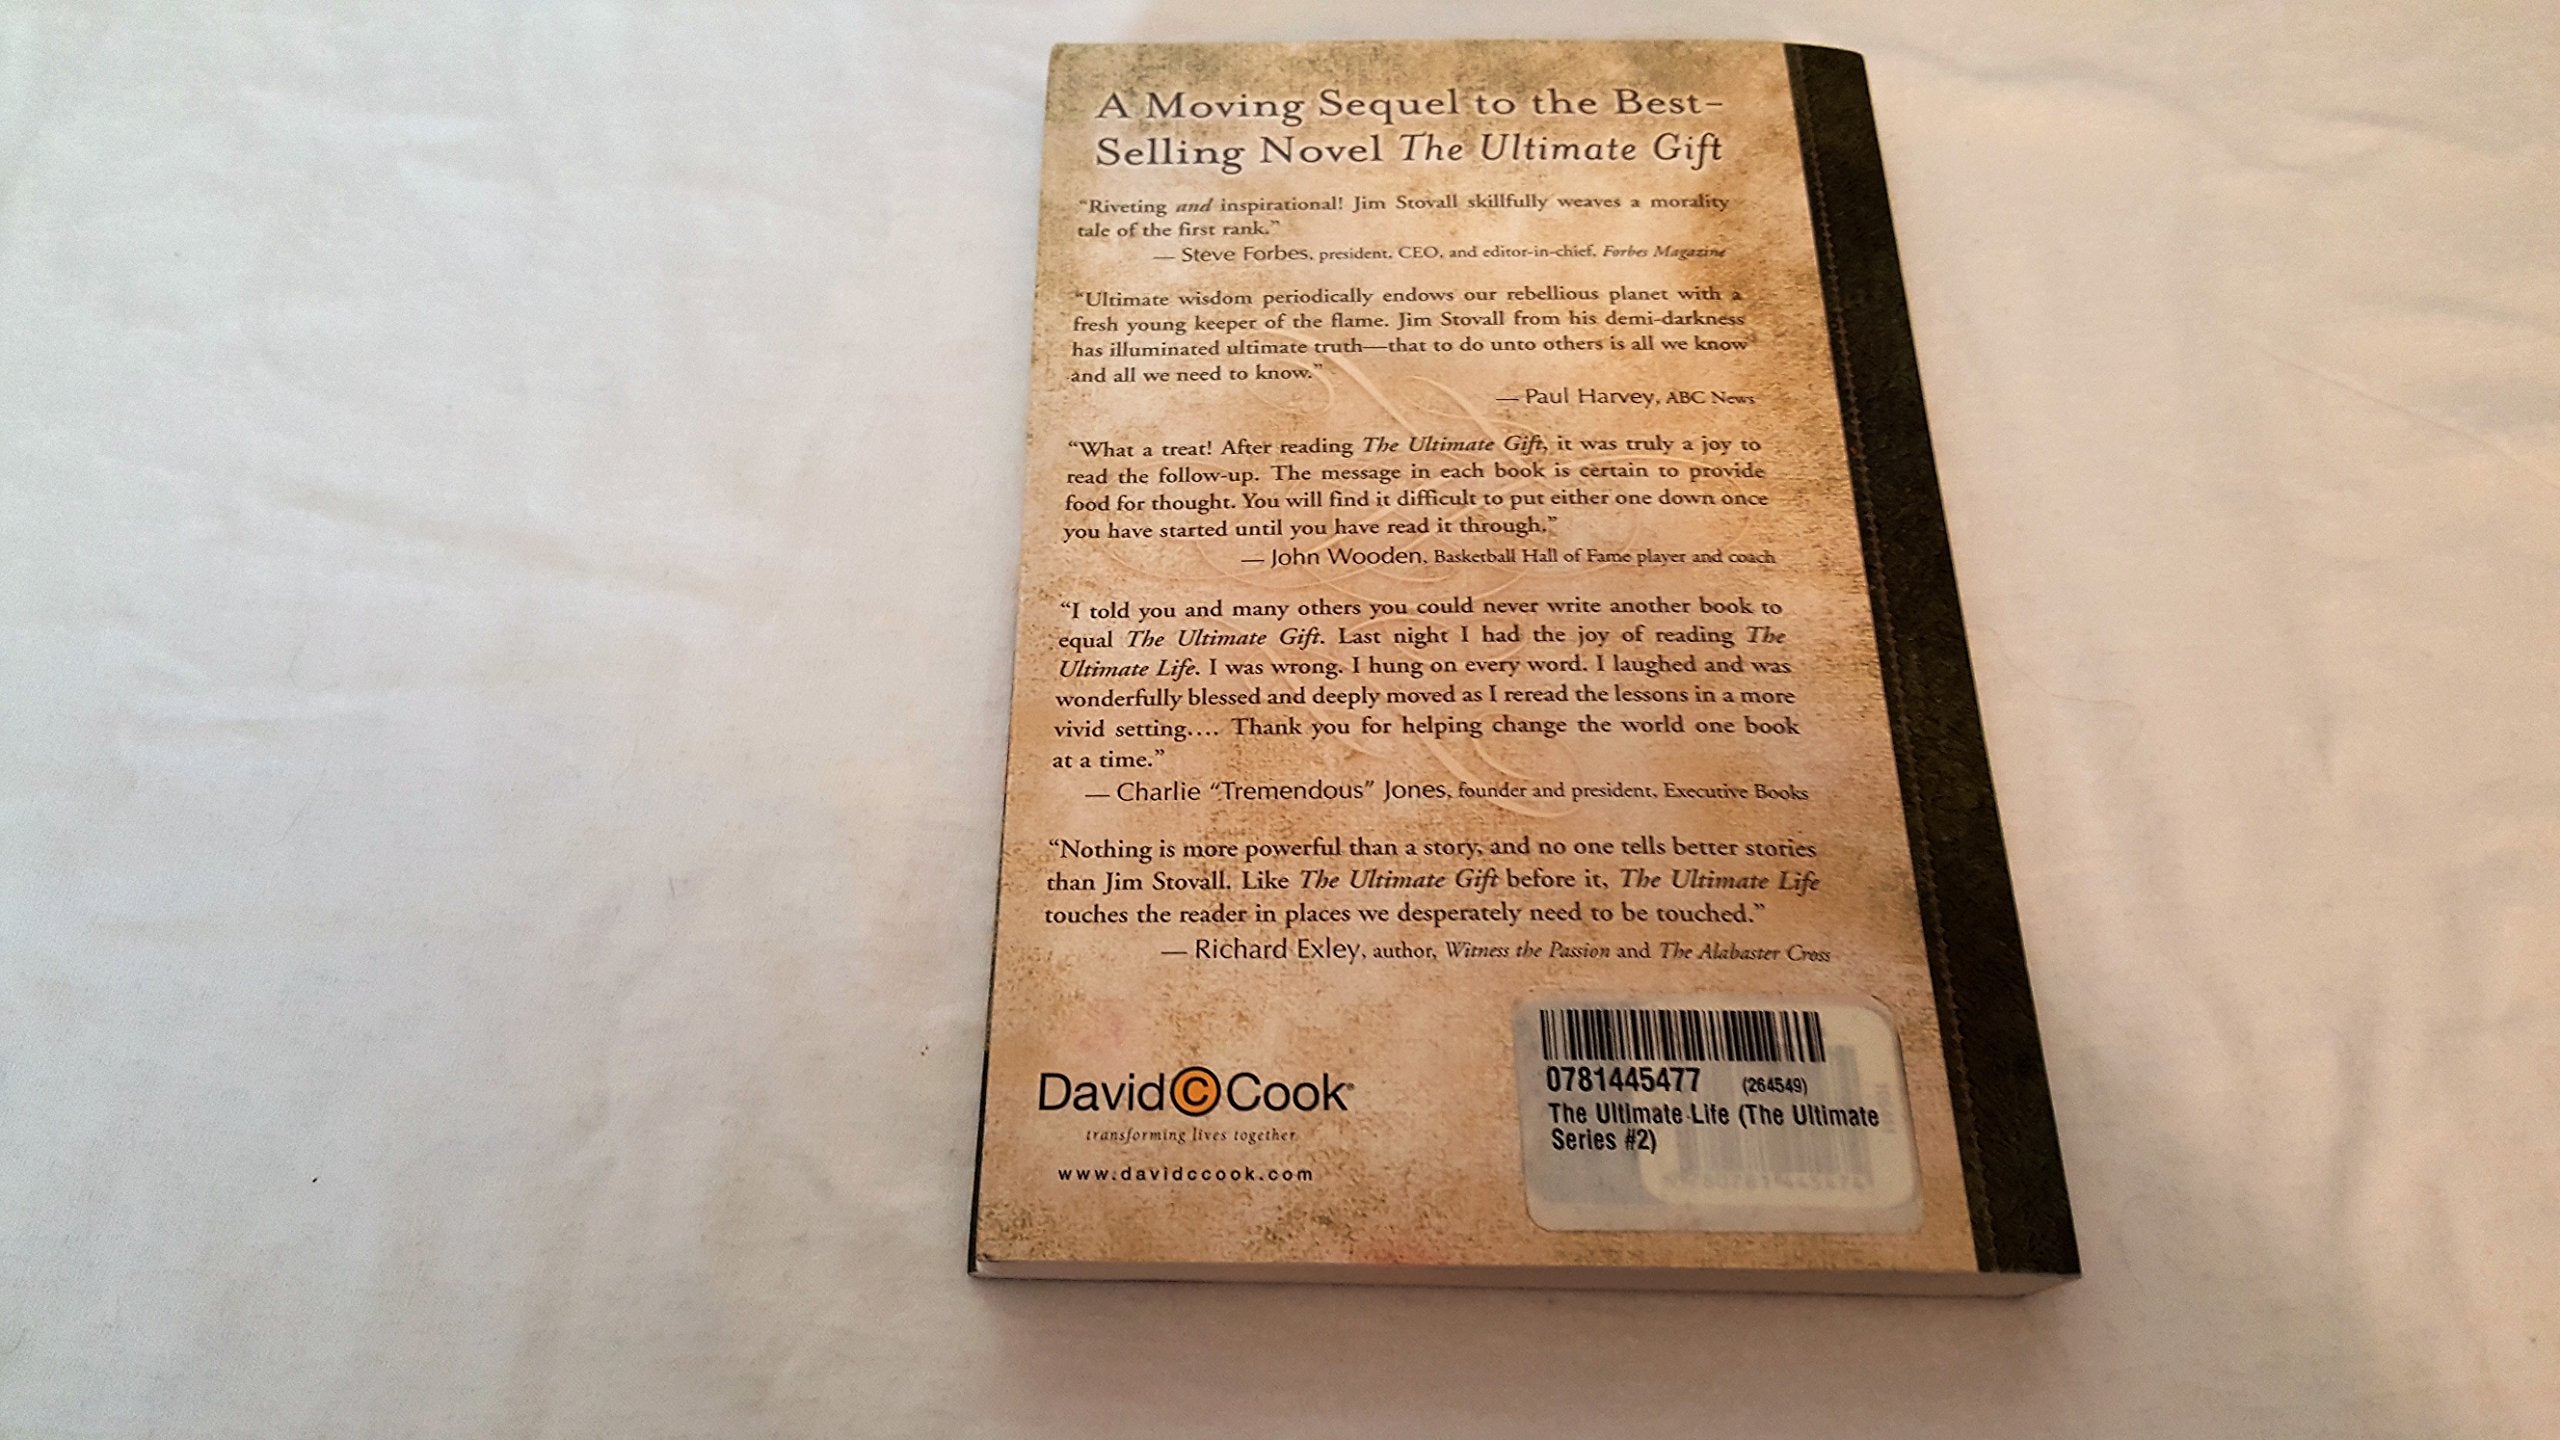 A Moving Sequel to the Best-
Selling Novel The Ultimate Gift
“Riveting and inspirational! Jim Stovall skillfully weaves a morality
tale of the first rank.”
— Steve Forbes, president, CEO, and editor-in-chief, Forbes Magazine
“Ultimate wisdom periodically endows our rebellious planet with a
fresh young keeper of the flame. Jim Stovall from his demi-darkness
has illuminated ultimate truth—that to do unto others is all we know
and all we need to know.”
— Paul Harvey, ABC News
“What a treat! After reading The Ultimate Gift, it was truly a joy to
read the follow-up. The message in each book is certain to provide
food for thought. You will find it difficult to put either one down once
you have started until you have read it through.”
— John Wooden, Basketball Hall of Fame player and coach
“I told you and many others you could never write another book to
equal The Ultimate Gift. Last night I had the joy of reading The
Ultimate Life. I was wrong. I hung on every word. I laughed and was
wonderfully blessed and deeply moved as I reread the lessons in a more
vivid setting.... Thank you for helping change the world one book
at a time.”
— Charlie “Tremendous” Jones, founder and president, Executive Books
“Nothing is more powerful than a story, and no one tells better stories
than Jim Stovall. Like The Ultimate Gift before it, The Ultimate Life
touches the reader in places we desperately need to be touched.”
— Richard Exley, author, Witness the Passion and The Alabaster Cross
David C Cook®
transforming lives together
www.davidccook.com
0781445477 (264549)
The Ultimate Life (The Ultimate
Series #2)